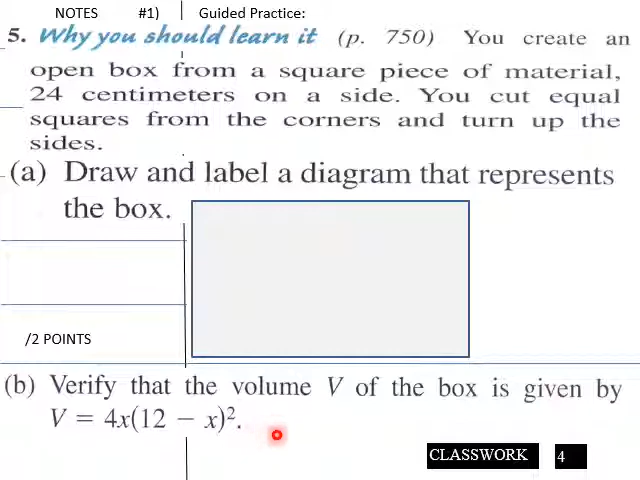 NOTES #1) Guided Practice:
5. Why you should learn it (p. 750) You create an
open box from a square piece of material,
24 centimeters on a side. You cut equal
squares from the corners and turn up the
sides.
(a) Draw and label a diagram that represents
the box.
/2 POINTS
(b) Verify that the volume V of the box is given by
V = 4x(12 − x)².
CLASSWORK 4